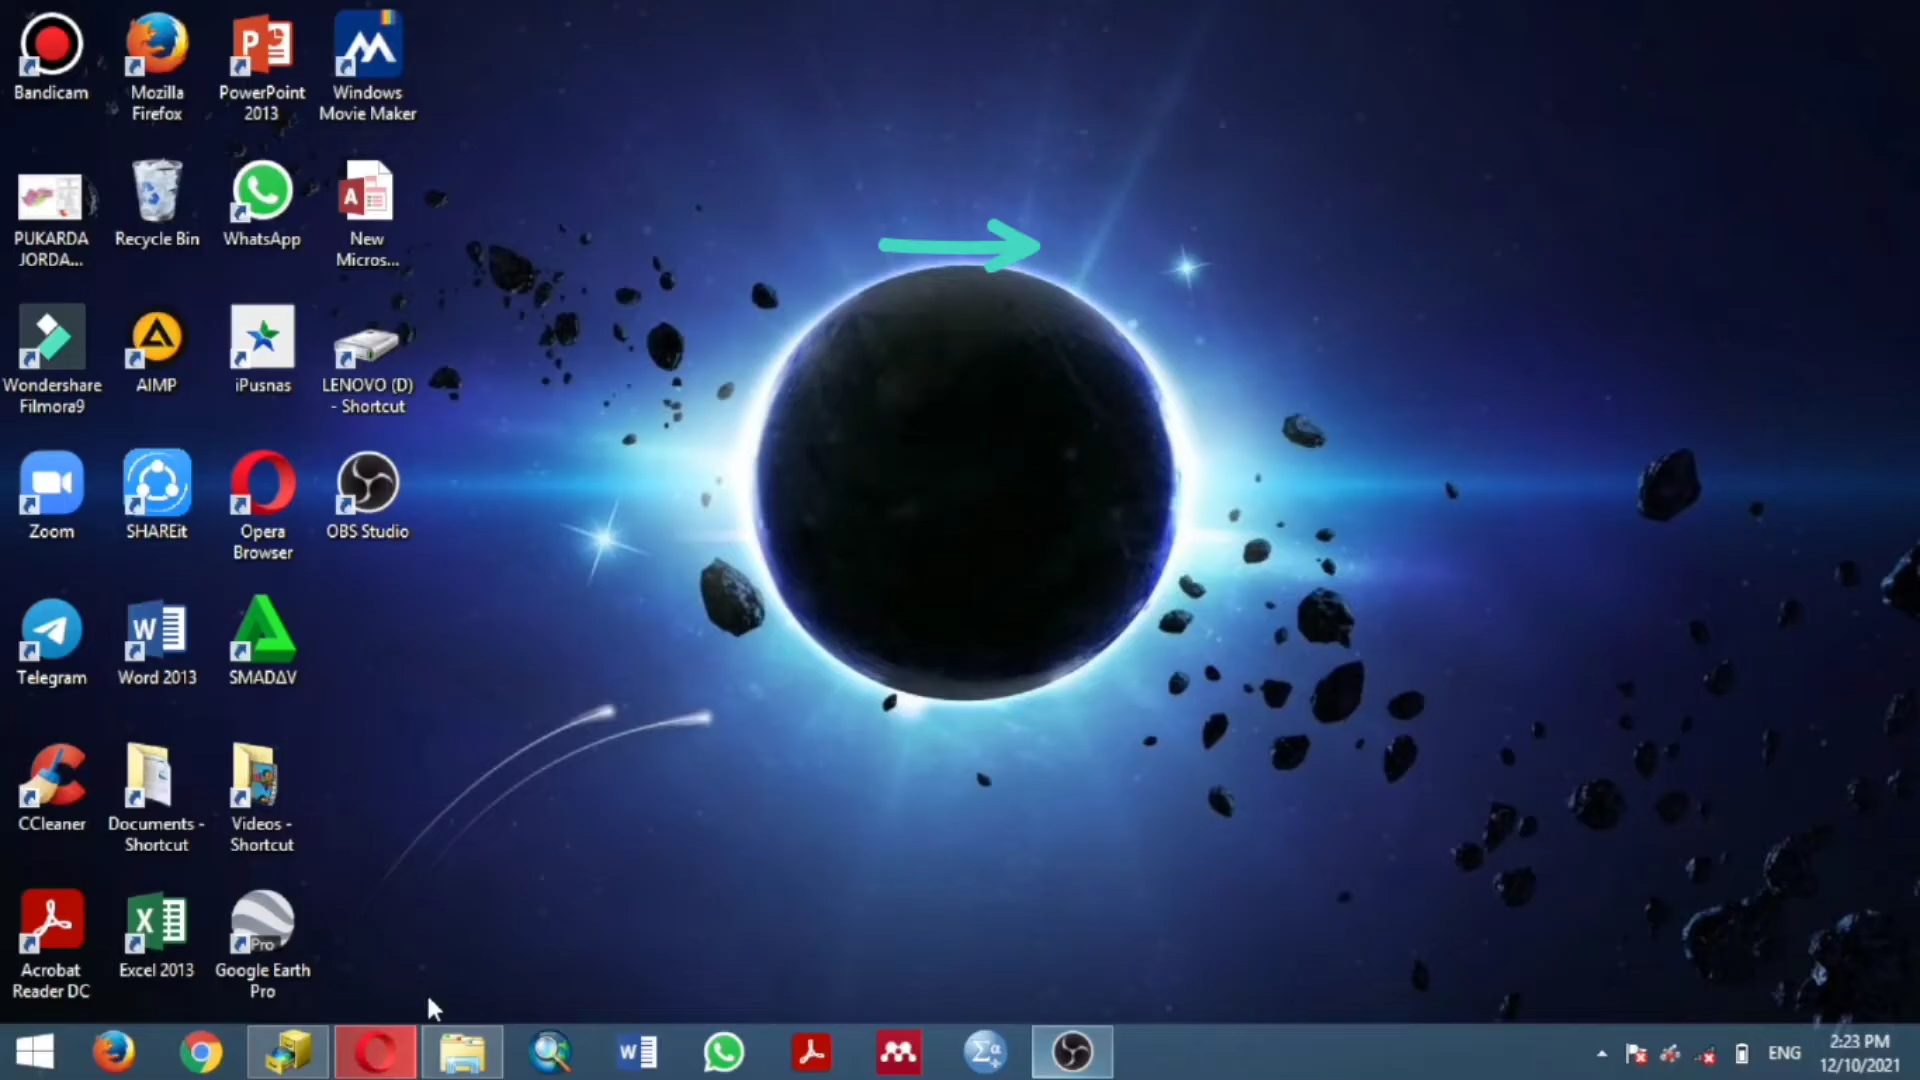 Bandicam
Mozilla
Firefox
PowerPoint
2013
Windows
Movie Maker
PUKARDA
JORDA...
Recycle Bin
WhatsApp
New
Micros...
Wondershare
Filmora9
AIMP
iPusnas
LENOVO (D)
- Shortcut
Zoom
SHAREit
Opera
Browser
OBS Studio
Telegram
Word 2013
SMADΔV
CCleaner
Documents -
Shortcut
Videos -
Shortcut
Acrobat
Reader DC
Excel 2013
Pro
Google Earth
Pro
ENG
2:23 PM
12/10/2021